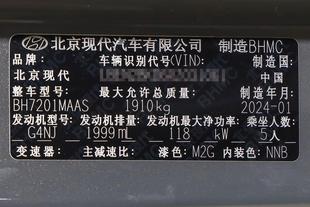 北京现代汽车有限公司 制造BHMC
品牌: 车辆识别代号(VIN): 制造国:
北京现代 中国
整车型号: 最大允许总质量: 制造年月:
BH7201MAAS 1910kg 2024-01
发动机型号: 发动机排量: 发动机最大净功率: 乘坐人数:
G4NJ 1999mL 118 kW 5人
变速器: 主减速比: 漆色: M2G 内饰: NNB